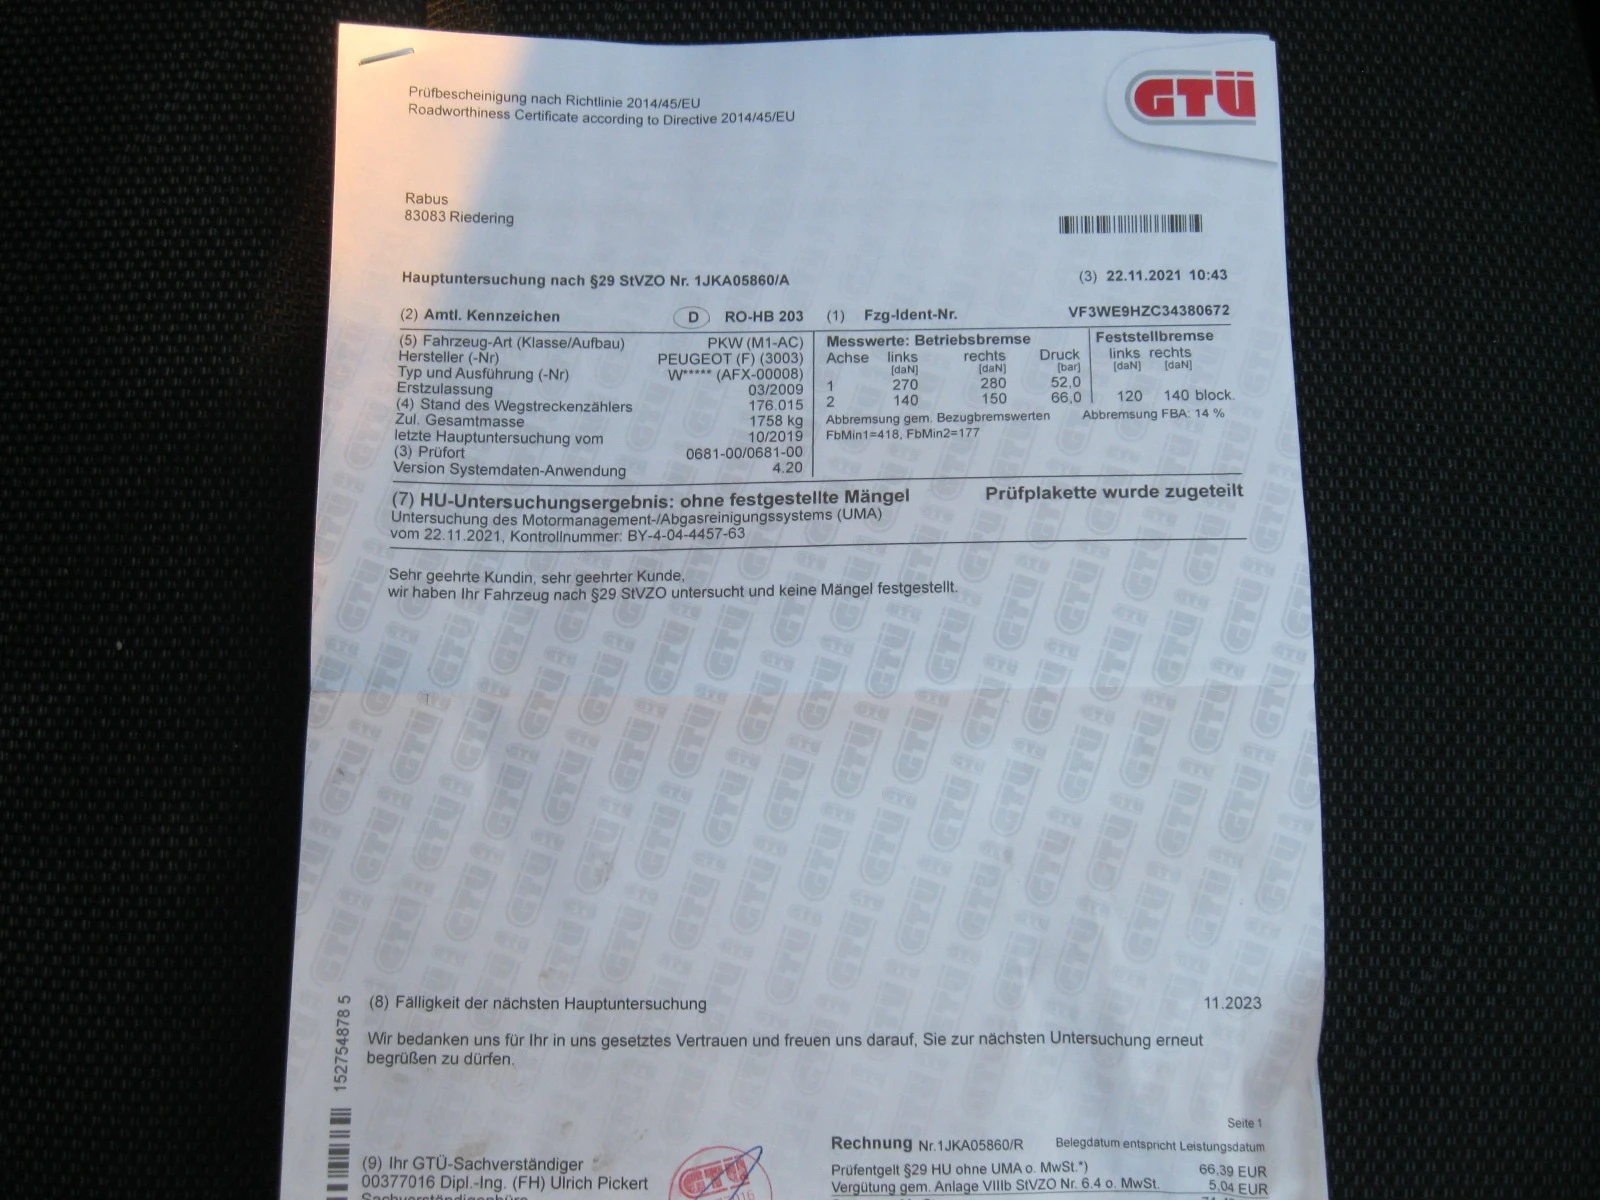 GTÜ
Prüfbescheinigung nach Richtlinie 2014/45/EU
Roadworthiness Certificate according to Directive 2014/45/EU
Rabus
83083 Riedering
Hauptuntersuchung nach §29 StVZO Nr. 1JKA05860/A (3) 22.11.2021 10:43
(2) Amtl. Kennzeichen D RO-HB 203 (1) Fzg-Ident-Nr. VF3WE9HZC34380672
(5) Fahrzeug-Art (Klasse/Aufbau) PKW (M1-AC)
Hersteller (-Nr) PEUGEOT (F) (3003)
Typ und Ausführung (-Nr) W***** (AFX-00008)
Erstzulassung 03/2009
(4) Stand des Wegstreckenzählers 176.015
Zul. Gesamtmasse 1758 kg
letzte Hauptuntersuchung vom 10/2019
(3) Prüfort 0681-00/0681-00
Version Systemdaten-Anwendung 4.20
Messwerte: Betriebsbremse Feststellbremse
Achse links rechts Druck links rechts
[daN] [daN] [bar] [daN] [daN]
1 270 280 52,0
2 140 150 66,0 120 140 block.
Abbremsung gem. Bezugbremswerten Abbremsung FBA: 14 %
FbMin1=418, FbMin2=177
(7) HU-Untersuchungsergebnis: ohne festgestellte Mängel Prüfplakette wurde zugeteilt
Untersuchung des Motormanagement-/Abgasreinigungssystems (UMA)
vom 22.11.2021, Kontrollnummer: BY-4-04-4457-63
Sehr geehrte Kundin, sehr geehrter Kunde,
wir haben Ihr Fahrzeug nach §29 StVZO untersucht und keine Mängel festgestellt.
(8) Fälligkeit der nächsten Hauptuntersuchung 11.2023
Wir bedanken uns für Ihr in uns gesetztes Vertrauen und freuen uns darauf, Sie zur nächsten Untersuchung erneut
begrüßen zu dürfen.
152754878 5
Seite 1
(9) Ihr GTÜ-Sachverständiger
00377016 Dipl.-Ing. (FH) Ulrich Pickert
GTÜ
Rechnung Nr.1JKA05860/R Belegdatum entspricht Leistungsdatum
Prüfentgelt §29 HU ohne UMA o. MwSt.*) 66,39 EUR
Vergütung gem. Anlage VIIIb StVZO Nr. 6.4 o. MwSt. 5,04 EUR